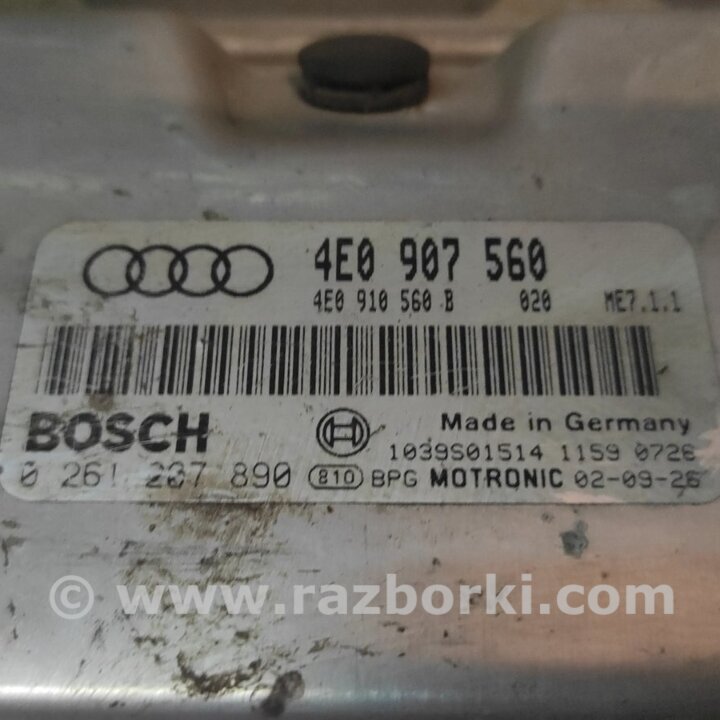 4E0 907 560
4E0 910 560 B 020 ME7.1.1
BOSCH
Made in Germany
1039S01514 1159 0726
0 261 207 890 810 BPG MOTRONIC 02-09-26
© www.razborki.com